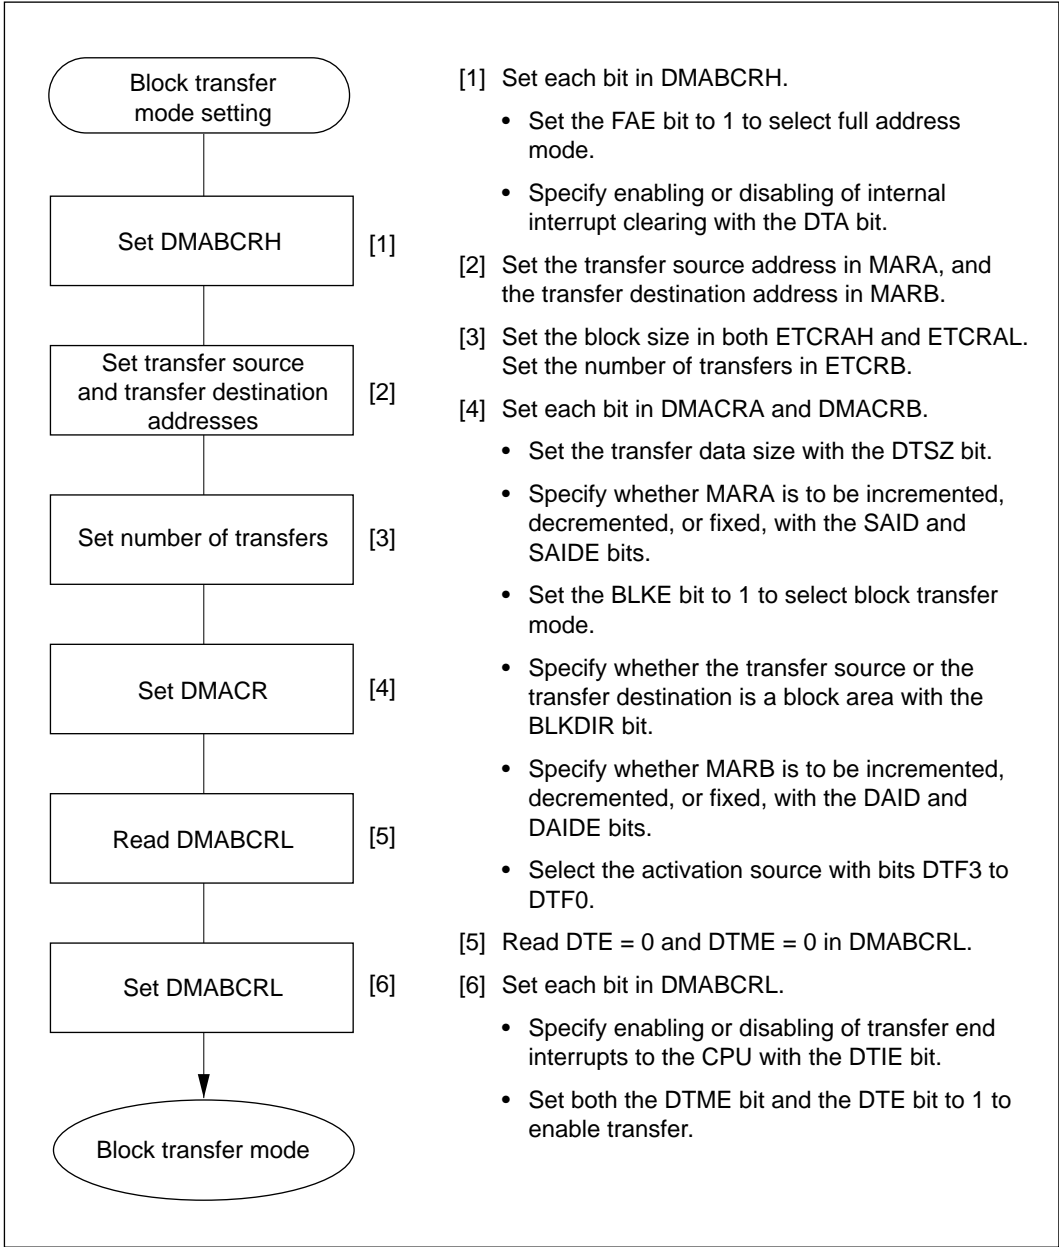 Block transfer
mode setting
Set DMABCRH
[1]
Set transfer source
and transfer destination
addresses
[2]
Set number of transfers
[3]
Set DMACR
[4]
Read DMABCRL
[5]
Set DMABCRL
[6]
Block transfer mode
[1] Set each bit in DMABCRH.
• Set the FAE bit to 1 to select full address
mode.
• Specify enabling or disabling of internal
interrupt clearing with the DTA bit.
[2] Set the transfer source address in MARA, and
the transfer destination address in MARB.
[3] Set the block size in both ETCRAH and ETCRAL.
Set the number of transfers in ETCRB.
[4] Set each bit in DMACRA and DMACRB.
• Set the transfer data size with the DTSZ bit.
• Specify whether MARA is to be incremented,
decremented, or fixed, with the SAID and
SAIDE bits.
• Set the BLKE bit to 1 to select block transfer
mode.
• Specify whether the transfer source or the
transfer destination is a block area with the
BLKDIR bit.
• Specify whether MARB is to be incremented,
decremented, or fixed, with the DAID and
DAIDE bits.
• Select the activation source with bits DTF3 to
DTF0.
[5] Read DTE = 0 and DTME = 0 in DMABCRL.
[6] Set each bit in DMABCRL.
• Specify enabling or disabling of transfer end
interrupts to the CPU with the DTIE bit.
• Set both the DTME bit and the DTE bit to 1 to
enable transfer.